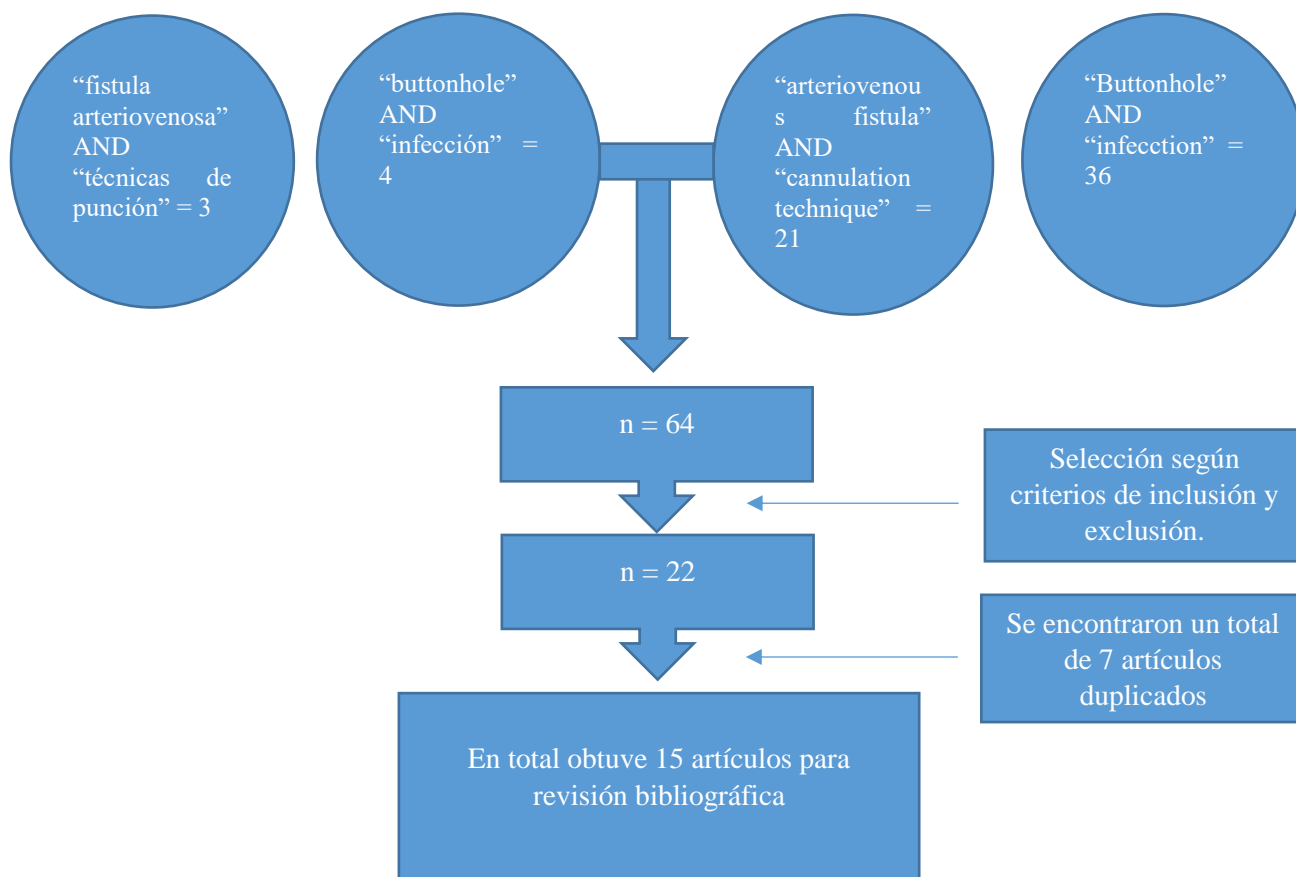 “fistula
arteriovenosa”
AND
“técnicas de
punción” = 3
“buttonhole”
AND
“infección” =
4
“arteriovenou
s fistula”
AND
“cannulation
technique” =
21
“Buttonhole”
AND
“infecction” =
36
n = 64
Selección según
criterios de inclusión y
exclusión.
n = 22
Se encontraron un total
de 7 artículos
duplicados
En total obtuve 15 artículos para
revisión bibliográfica